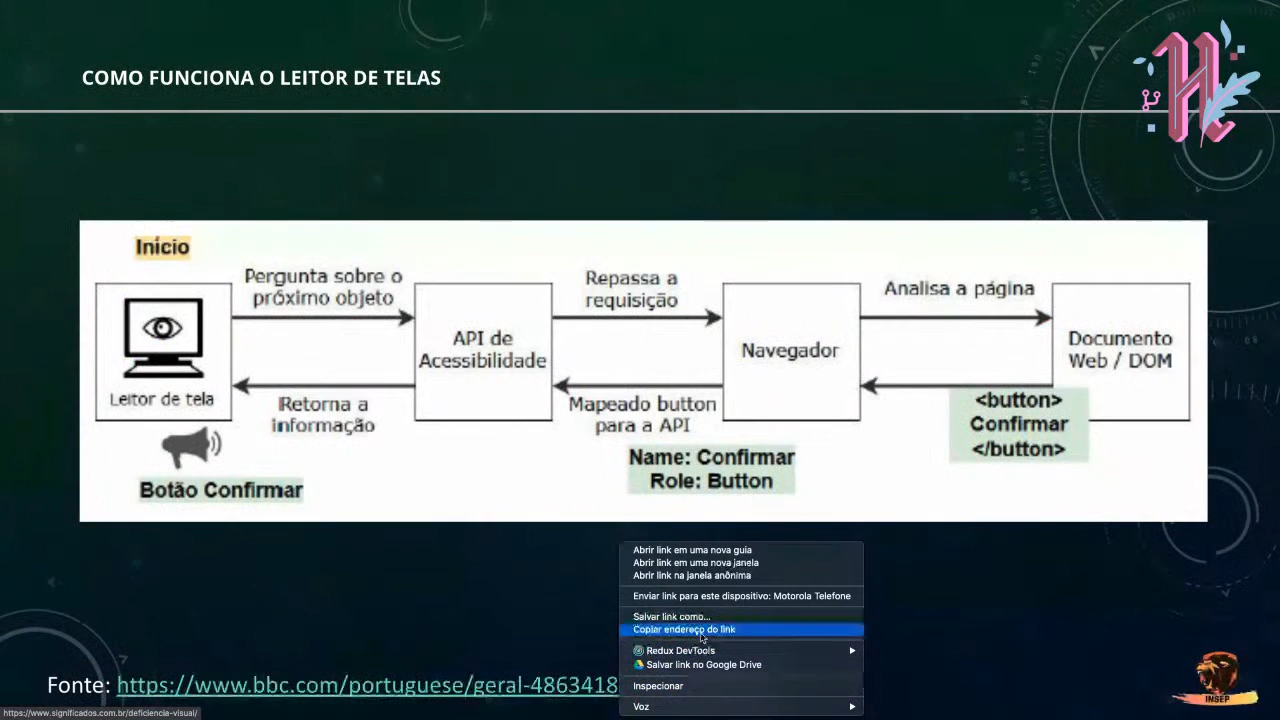 COMO FUNCIONA O LEITOR DE TELAS
Início
Pergunta sobre o
próximo objeto
Repassa a
requisição
Analisa a página
API de
Acessibilidade
Navegador
Documento
Web / DOM
Leitor de tela
Retorna a
informação
Mapeado button
para a API
<button>
Confirmar
</button>
Name: Confirmar
Role: Button
Botão Confirmar
Abrir link em uma nova guia
Abrir link em uma nova janela
Abrir link na janela anônima
Enviar link para este dispositivo: Motorola Telefone
Salvar link como...
Copiar endereço do link
Redux DevTools
Salvar link no Google Drive
Inspecionar
Voz
Fonte: https://www.bbc.com/portuguese/geral-4863418
https://www.significados.com.br/deficiencia-visual/
INSEP